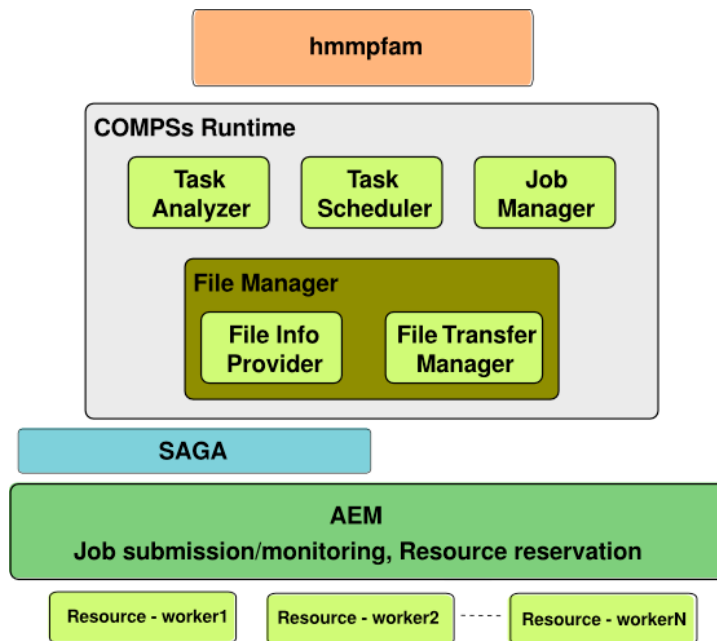 hmmpfam
COMPSs Runtime
Task
Analyzer
Task
Scheduler
Job
Manager
File Manager
File Info
Provider
File Transfer
Manager
SAGA
AEM
Job submission/monitoring, Resource reservation
Resource - worker1
Resource - worker2
Resource - workerN